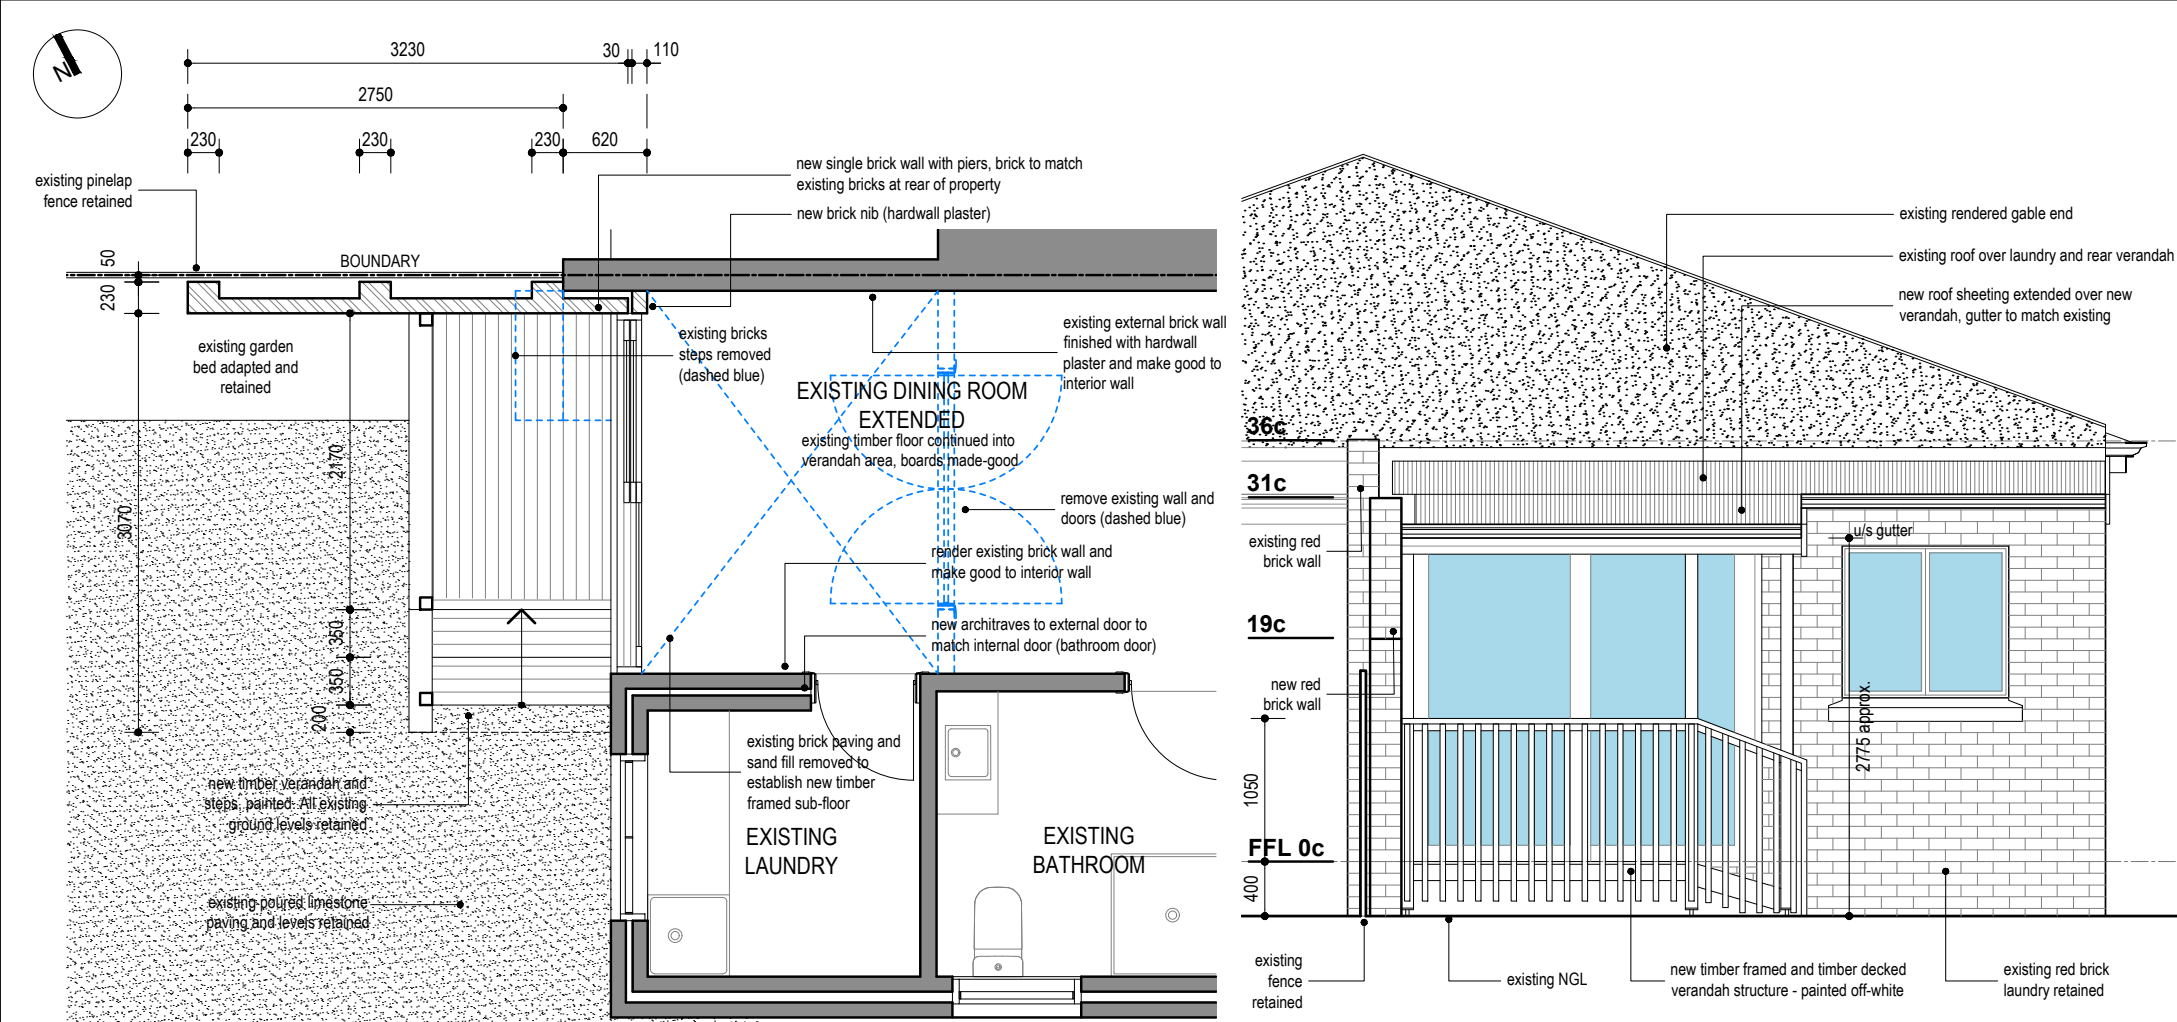 N
3230
30
110
2750
230
230
230
620
existing pinelap
fence retained
new single brick wall with piers, brick to match
existing bricks at rear of property
new brick nib (hardwall plaster)
50
BOUNDARY
230
existing garden
bed adapted and
retained
existing bricks
steps removed
(dashed blue)
existing external brick wall
finished with hardwall
plaster and make good to
interior wall
EXISTING DINING ROOM
EXTENDED
existing timber floor continued into
verandah area, boards made-good
2170
3070
remove existing wall and
doors (dashed blue)
render existing brick wall and
make good to interior wall
350
new architraves to external door to
match internal door (bathroom door)
350
200
existing brick paving and
sand fill removed to
establish new timber
framed sub-floor
new timber verandah and
steps, painted. All existing
ground levels retained
EXISTING
LAUNDRY
EXISTING
BATHROOM
existing poured limestone
paving and levels retained
existing rendered gable end
existing roof over laundry and rear verandah
new roof sheeting extended over new
verandah, gutter to match existing
36c
31c
u/s gutter
existing red
brick wall
19c
new red
brick wall
2775 approx.
1050
FFL 0c
400
existing
fence
retained
existing NGL
new timber framed and timber decked
verandah structure - painted off-white
existing red brick
laundry retained